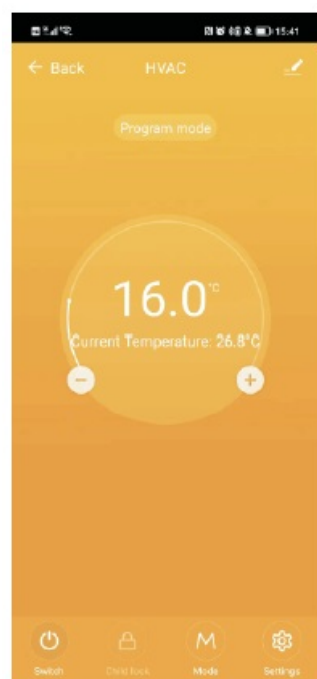 15:41
← Back HVAC
Program mode
16.0°C
Current Temperature: 26.8°C
− +
M
Switch Child lock Mode Settings